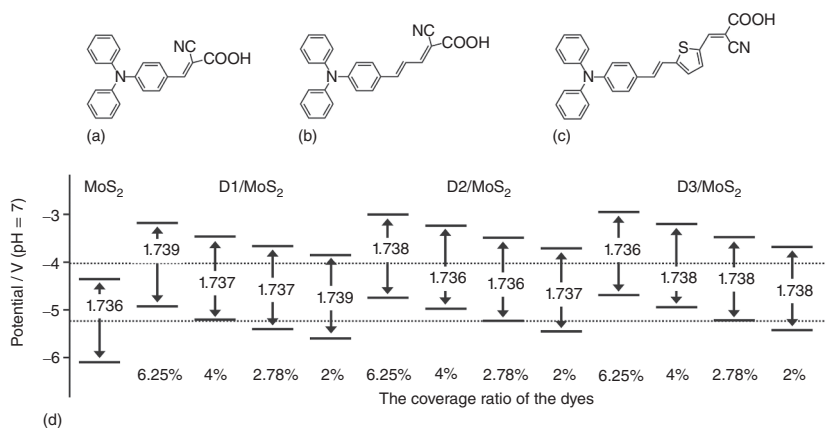 NC
COOH
N
(a)
NC
COOH
N
(b)
COOH
S
CN
N
(c)
MoS2 D1/MoS2 D2/MoS2 D3/MoS2
Potential / V (pH = 7)
–3
–4
–5
–6
1.736 1.739 1.737 1.737 1.739 1.738 1.736 1.736 1.737 1.736 1.738 1.738 1.738
6.25% 4% 2.78% 2% 6.25% 4% 2.78% 2% 6.25% 4% 2.78% 2%
The coverage ratio of the dyes
(d)